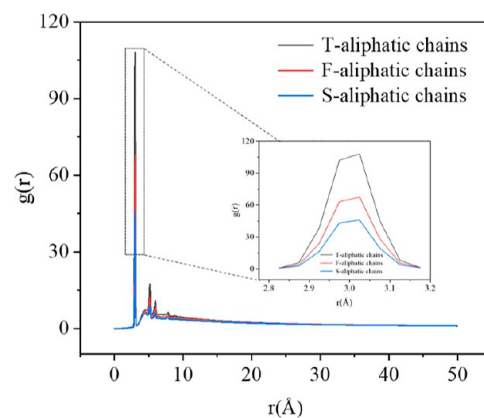 120
90
60
30
0
g(r)
0
10
20
30
40
50
r(Å)
T-aliphatic chains
F-aliphatic chains
S-aliphatic chains
120
90
60
30
0
g(r)
2.8
2.9
3.0
3.1
3.2
r(Å)
T-aliphatic chains
F-aliphatic chains
S-aliphatic chains